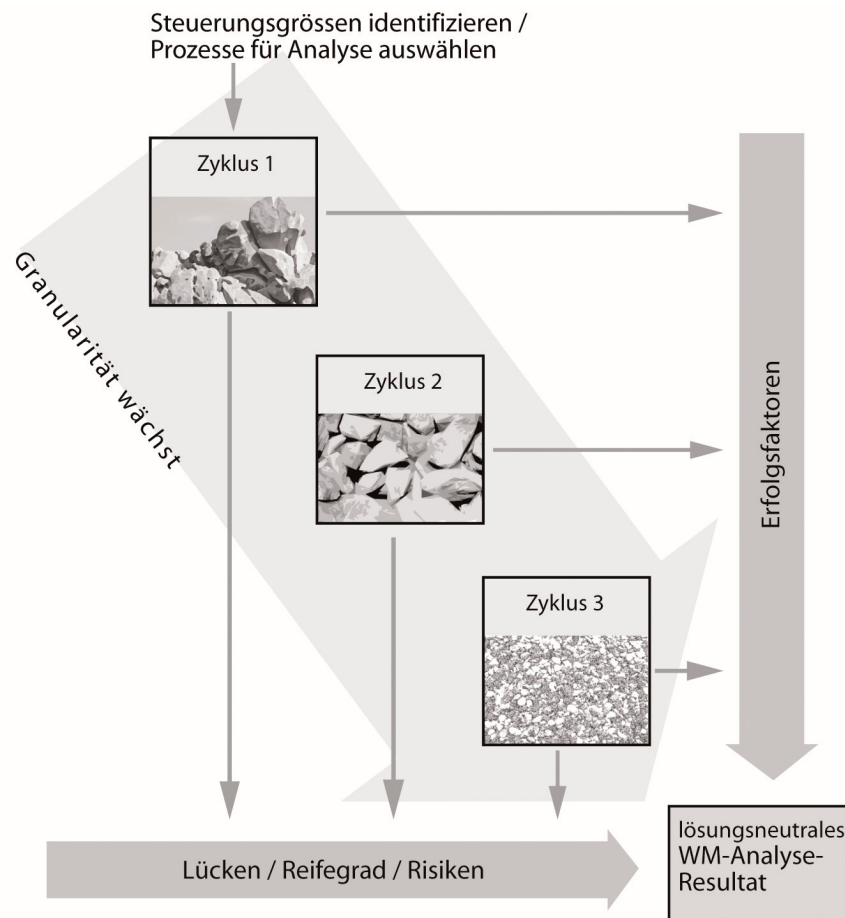 Steuerungsgrössen identifizieren /
Prozesse für Analyse auswählen
Zyklus 1
Granularität wächst
Zyklus 2
Zyklus 3
Erfolgsfaktoren
Lücken / Reifegrad / Risiken
lösungsneutrales
WM-Analyse-
Resultat